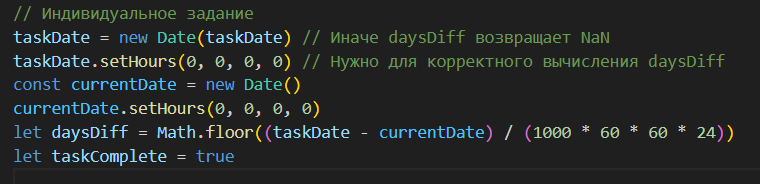 // Индивидуальное задание
taskDate = new Date(taskDate) // Иначе daysDiff возвращает NaN
taskDate.setHours(0, 0, 0, 0) // Нужно для корректного вычисления daysDiff
const currentDate = new Date()
currentDate.setHours(0, 0, 0, 0)
let daysDiff = Math.floor((taskDate - currentDate) / (1000 * 60 * 60 * 24))
let taskComplete = true